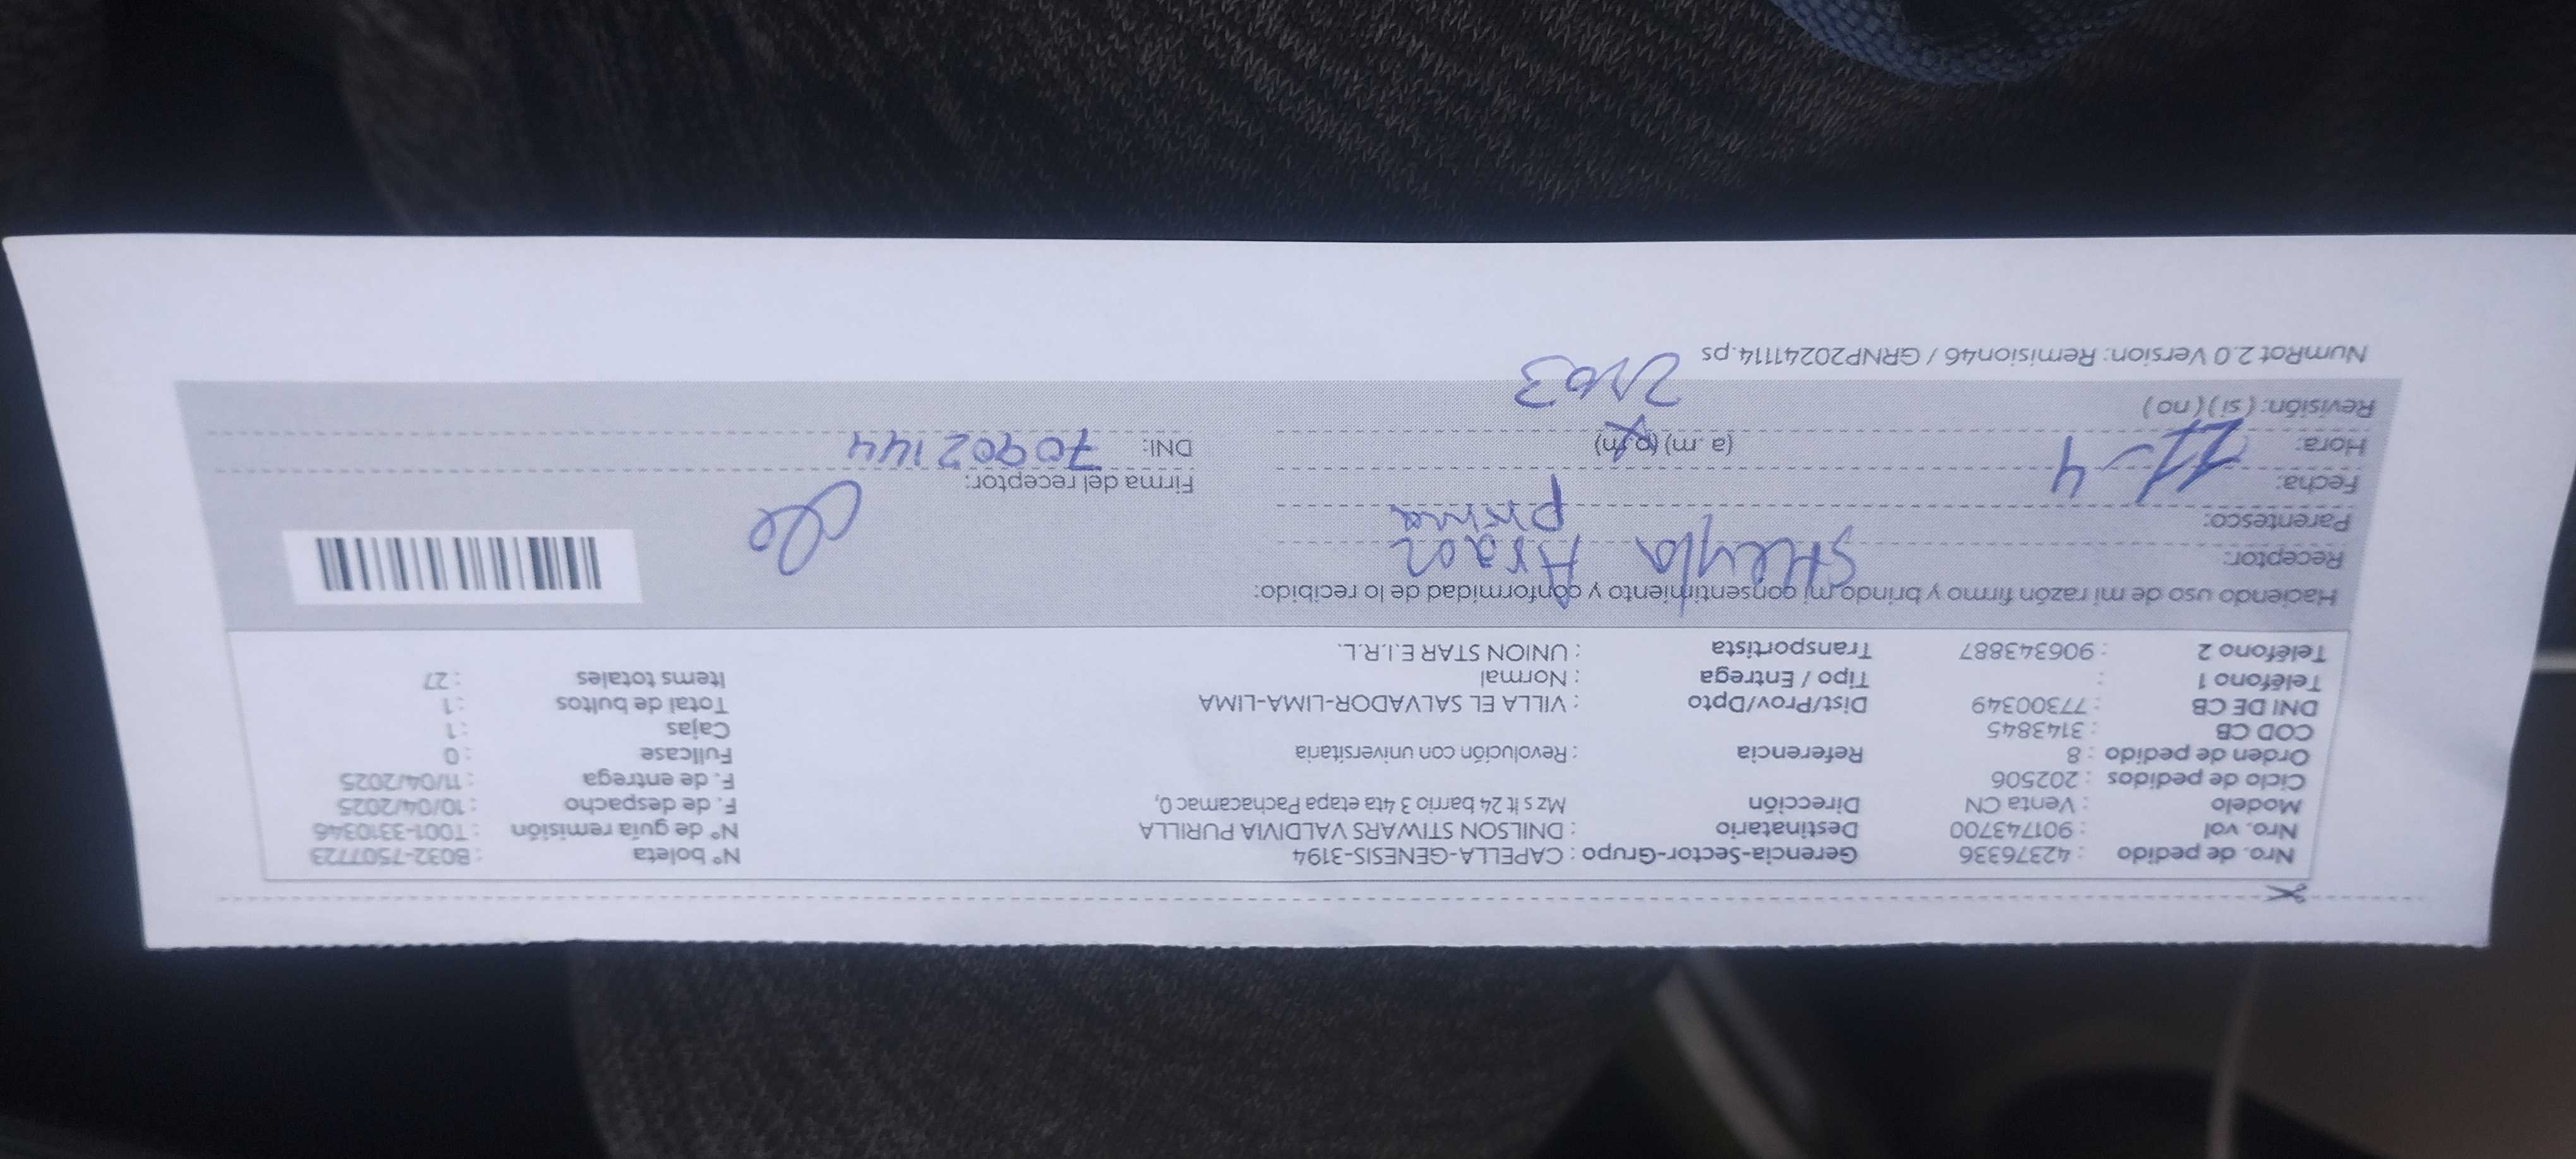 Nro. de pedido : 42376336 Gerencia-Sector-Grupo : CAPELLA-GENESIS-3194 N° boleta : B032-7507723
Nro. vol : 901743700 Destinatario : DNILSON STIWARS VALDIVIA PURILLA N° de guía remisión : T001-3310346
Modelo : Venta CN Dirección Mz s lt 24 barrio 3 4ta etapa Pachacamac 0, F. de despacho : 10/04/2025
Ciclo de pedidos : 202506 F. de entrega : 11/04/2025
Orden de pedido : 8 Referencia : Revolución con universitaria Fullcase : 0
COD CB : 3143845 Cajas : 1
DNI DE CB : 77300349 Dist/Prov/Dpto : VILLA EL SALVADOR-LIMA-LIMA Total de bultos : 1
Teléfono 1 : Tipo / Entrega : Normal Items totales : 27
Teléfono 2 : 906343887 Transportista : UNION STAR E.I.R.L.
Haciendo uso de mi razón firmo y brindo mi consentimiento y conformidad de lo recibido:
Receptor: SHeyla Araoz
Parentesco: prima
Fecha: 11-4 Firma del receptor:
Hora: (a.m) (p.m) DNI: 70902144
Revisión: (si) (no)
NumRot 2.0 Version: Remision46 / GRNP20241114.ps